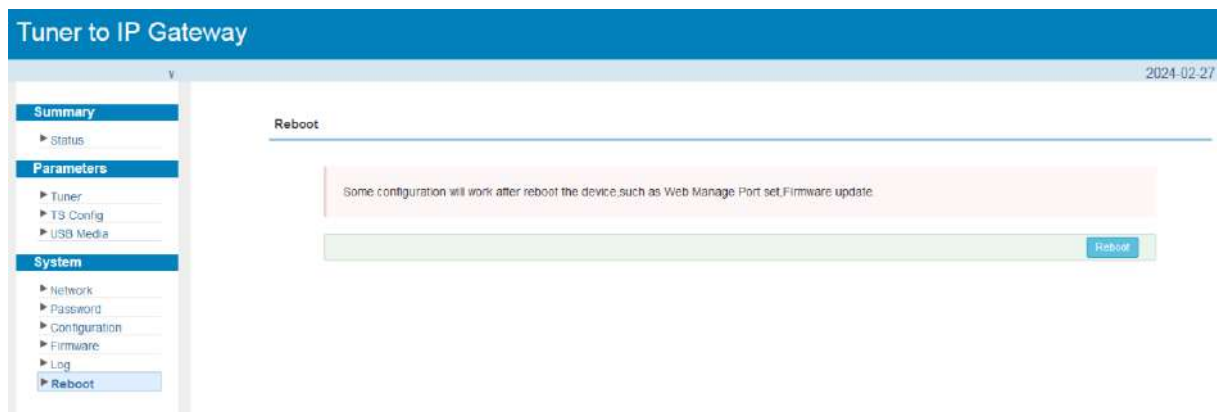 Tuner to IP Gateway
v
2024-02-27
Summary
Status
Parameters
Tuner
TS Config
USB Media
System
Network
Password
Configuration
Firmware
Log
Reboot
Reboot
Some configuration will work after reboot the device,such as Web Manage Port set,Firmware update
Reboot